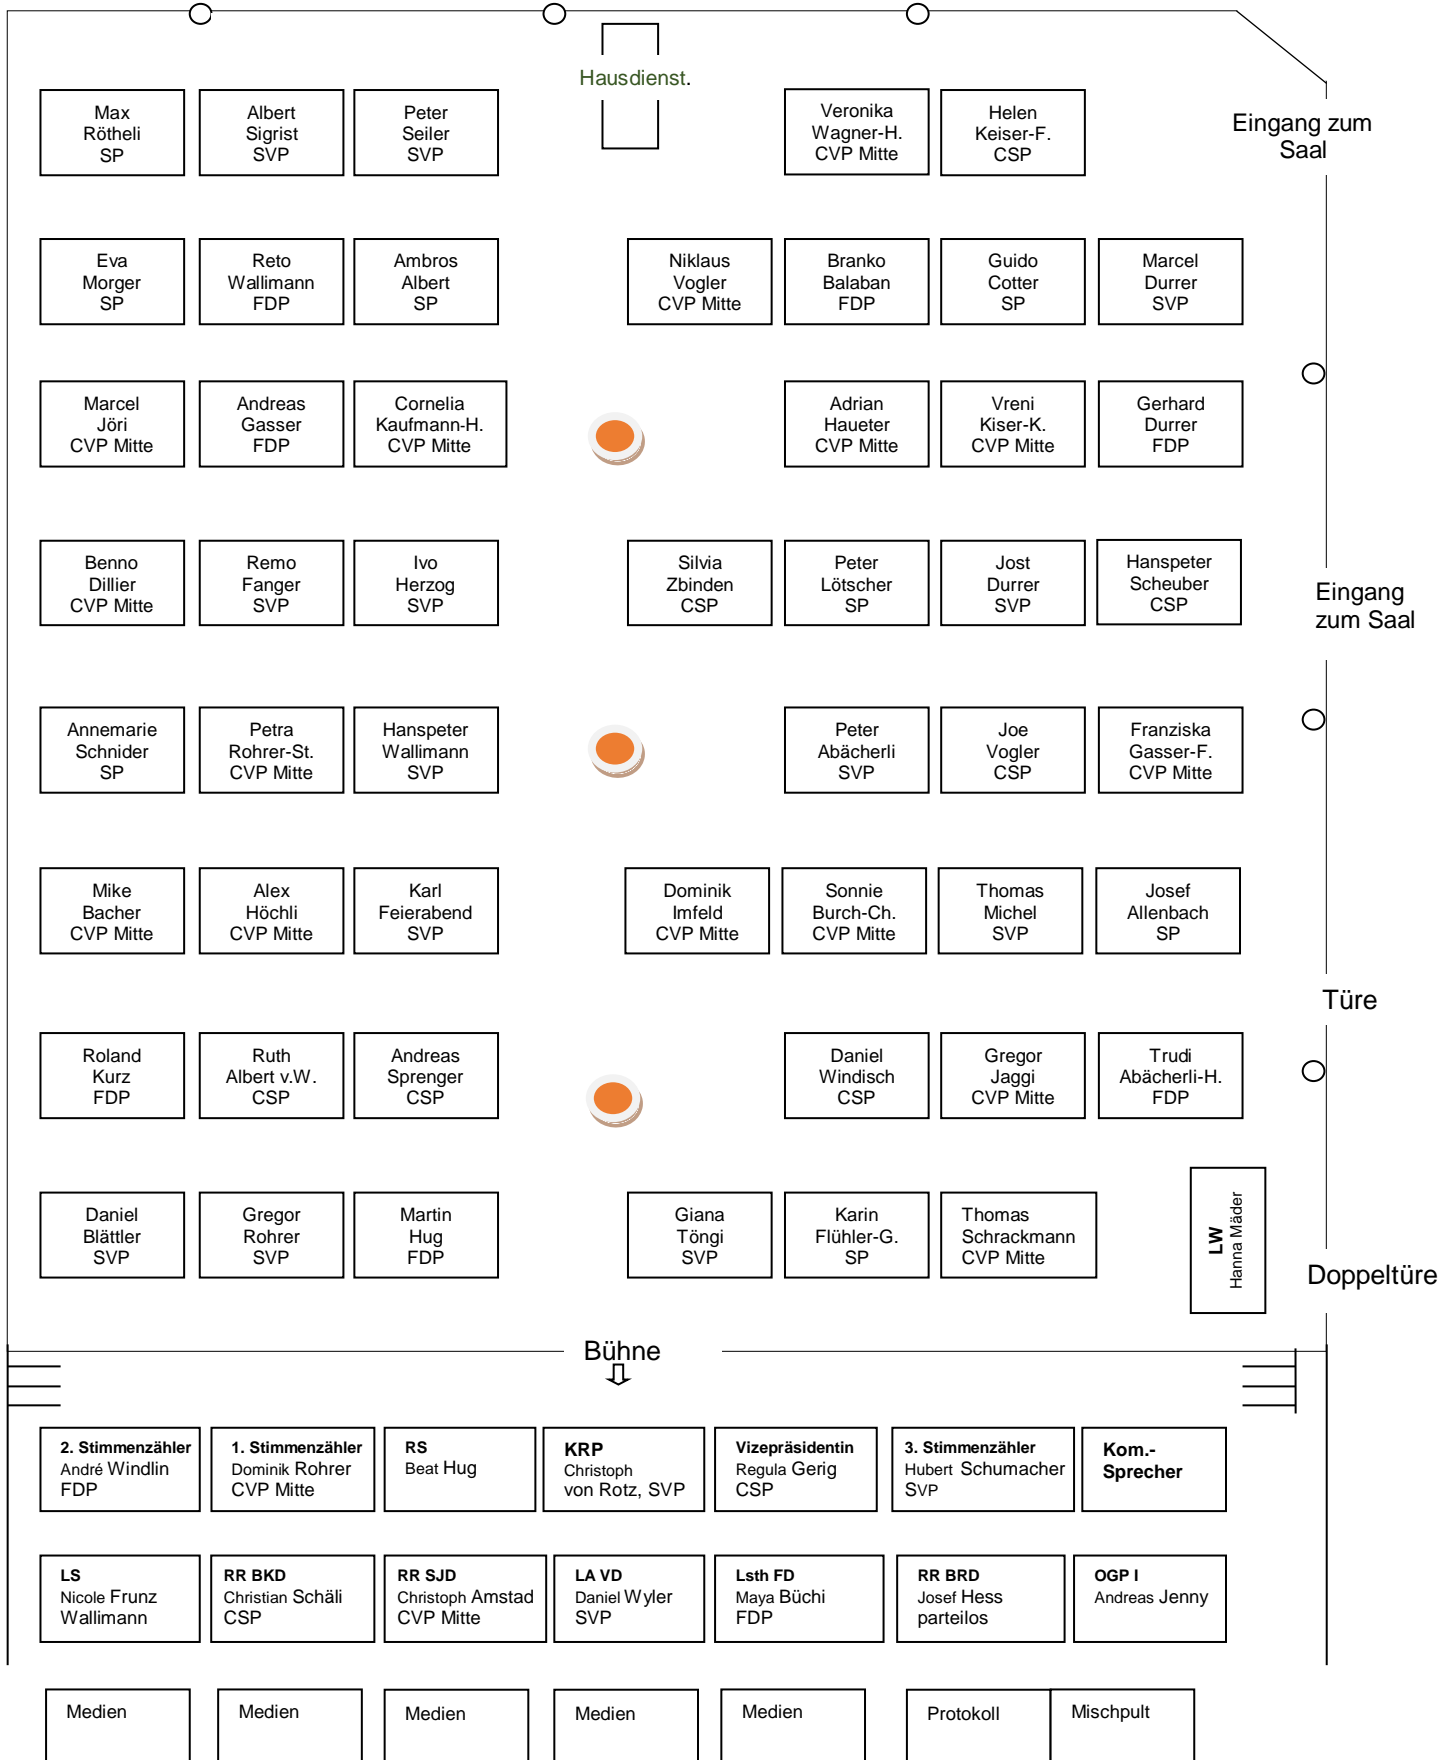 Hausdienst.
Max
Rötheli
SP
Albert
Sigrist
SVP
Peter
Seiler
SVP
Veronika
Wagner-H.
CVP Mitte
Helen
Keiser-F.
CSP
Eingang zum
Saal
Eva
Morger
SP
Reto
Wallimann
FDP
Ambros
Albert
SP
Niklaus
Vogler
CVP Mitte
Branko
Balaban
FDP
Guido
Cotter
SP
Marcel
Durrer
SVP
Marcel
Jöri
CVP Mitte
Andreas
Gasser
FDP
Cornelia
Kaufmann-H.
CVP Mitte
Adrian
Haueter
CVP Mitte
Vreni
Kiser-K.
CVP Mitte
Gerhard
Durrer
FDP
Benno
Dillier
CVP Mitte
Remo
Fanger
SVP
Ivo
Herzog
SVP
Silvia
Zbinden
CSP
Peter
Lötscher
SP
Jost
Durrer
SVP
Hanspeter
Scheuber
CSP
Eingang
zum Saal
Annemarie
Schnider
SP
Petra
Rohrer-St.
CVP Mitte
Hanspeter
Wallimann
SVP
Peter
Abächerli
SVP
Joe
Vogler
CSP
Franziska
Gasser-F.
CVP Mitte
Mike
Bacher
CVP Mitte
Alex
Höchli
CVP Mitte
Karl
Feierabend
SVP
Dominik
Imfeld
CVP Mitte
Sonnie
Burch-Ch.
CVP Mitte
Thomas
Michel
SVP
Josef
Allenbach
SP
Türe
Roland
Kurz
FDP
Ruth
Albert v.W.
CSP
Andreas
Sprenger
CSP
Daniel
Windisch
CSP
Gregor
Jaggi
CVP Mitte
Trudi
Abächerli-H.
FDP
Daniel
Blättler
SVP
Gregor
Rohrer
SVP
Martin
Hug
FDP
Giana
Töngi
SVP
Karin
Flühler-G.
SP
Thomas
Schrackmann
CVP Mitte
LW
Hanna Mäder
Doppeltüre
Bühne
2. Stimmenzähler
André Windlin
FDP
1. Stimmenzähler
Dominik Rohrer
CVP Mitte
RS
Beat Hug
KRP
Christoph
von Rotz, SVP
Vizepräsidentin
Regula Gerig
CSP
3. Stimmenzähler
Hubert Schumacher
SVP
Kom.-
Sprecher
LS
Nicole Frunz
Wallimann
RR BKD
Christian Schäli
CSP
RR SJD
Christoph Amstad
CVP Mitte
LA VD
Daniel Wyler
SVP
Lsth FD
Maya Büchi
FDP
RR BRD
Josef Hess
parteilos
OGP I
Andreas Jenny
Medien
Medien
Medien
Medien
Medien
Protokoll
Mischpult